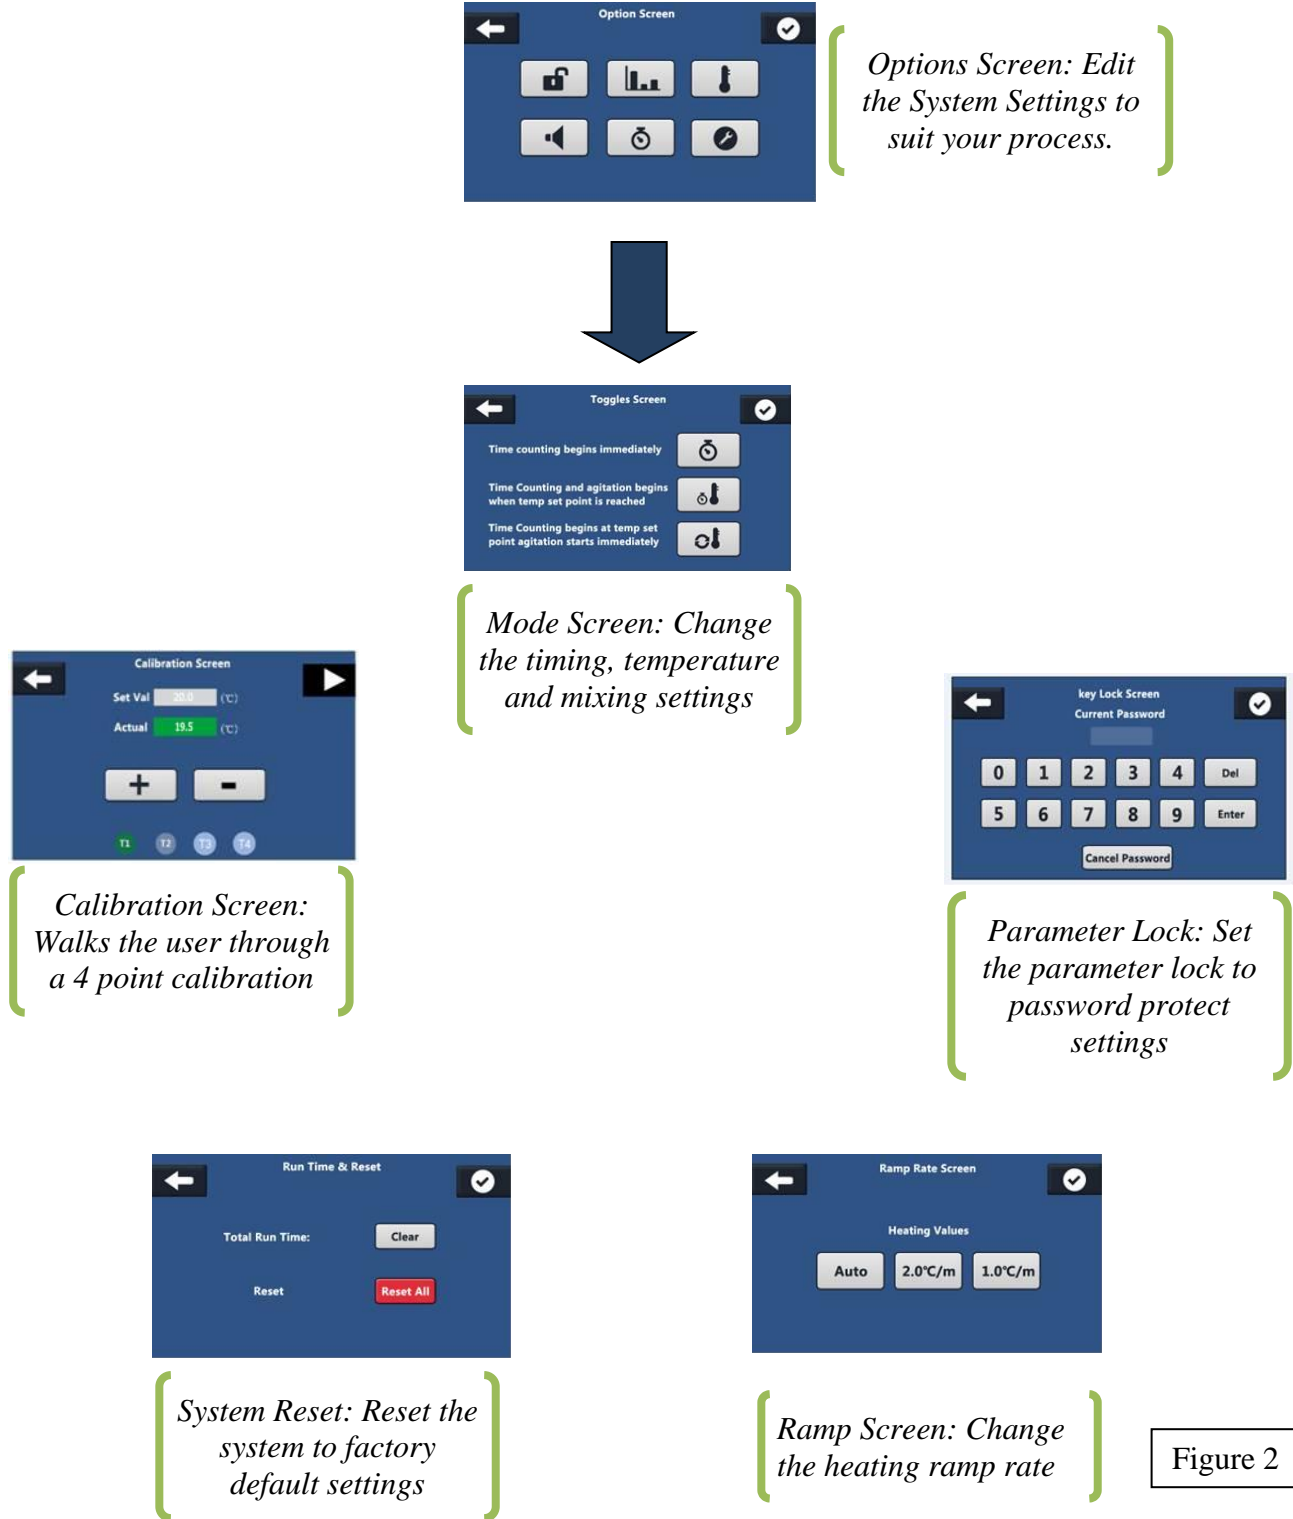 Option Screen
Options Screen: Edit
the System Settings to
suit your process.
Toggles Screen
Time counting begins immediately
Time Counting and agitation begins
when temp set point is reached
Time Counting begins at temp set
point agitation starts immediately
Mode Screen: Change
the timing, temperature
and mixing settings
Calibration Screen
Set Val 20.0 (℃)
Actual 19.5 (℃)
+ -
T1 T2 T3 T4
Calibration Screen:
Walks the user through
a 4 point calibration
key Lock Screen
Current Password
0 1 2 3 4 Del
5 6 7 8 9 Enter
Cancel Password
Parameter Lock: Set
the parameter lock to
password protect
settings
Run Time & Reset
Total Run Time: Clear
Reset Reset All
System Reset: Reset the
system to factory
default settings
Ramp Rate Screen
Heating Values
Auto 2.0℃/m 1.0℃/m
Ramp Screen: Change
the heating ramp rate
Figure 2